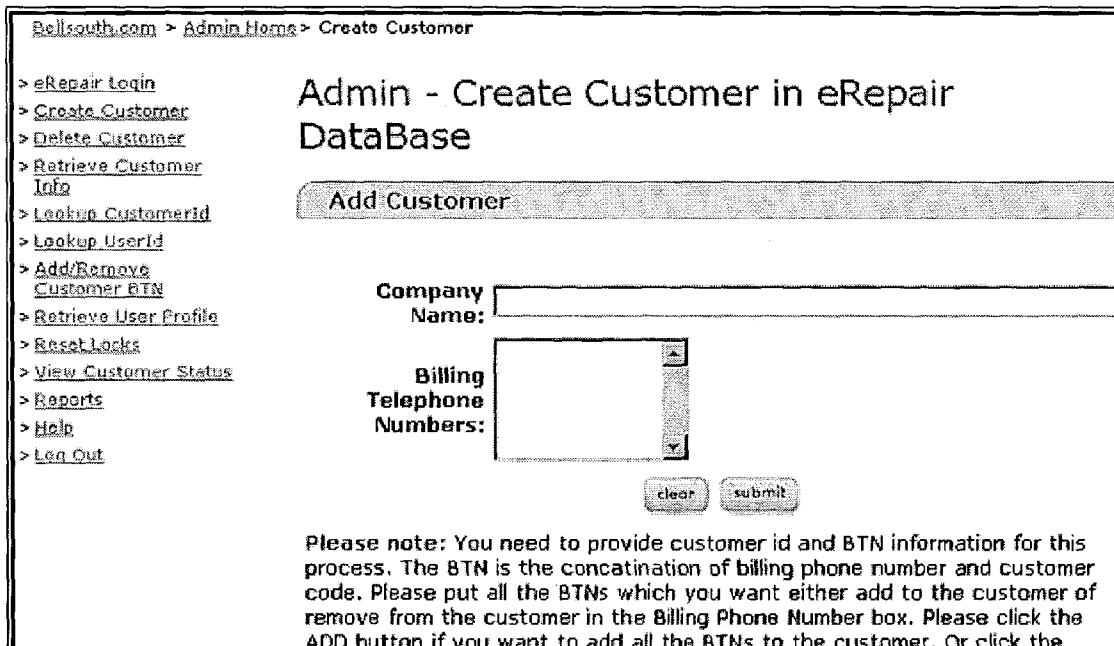 Bellsouth.com > Admin Home > Create Customer
> eRepair Login
> Create Customer
> Delete Customer
> Retrieve Customer
Info
> Lookup CustomerId
> Lookup UserId
> Add/Remove
Customer BTN
> Retrieve User Profile
> Reset Locks
> View Customer Status
> Reports
> Help
> Log Out
Admin - Create Customer in eRepair
DataBase
Add Customer
Company
Name:
Billing
Telephone
Numbers:
clear submit
Please note: You need to provide customer id and BTN information for this
process. The BTN is the concatination of billing phone number and customer
code. Please put all the BTNs which you want either add to the customer of
remove from the customer in the Billing Phone Number box. Please click the
ADD button if you want to add all the BTNs to the customer. Or click the